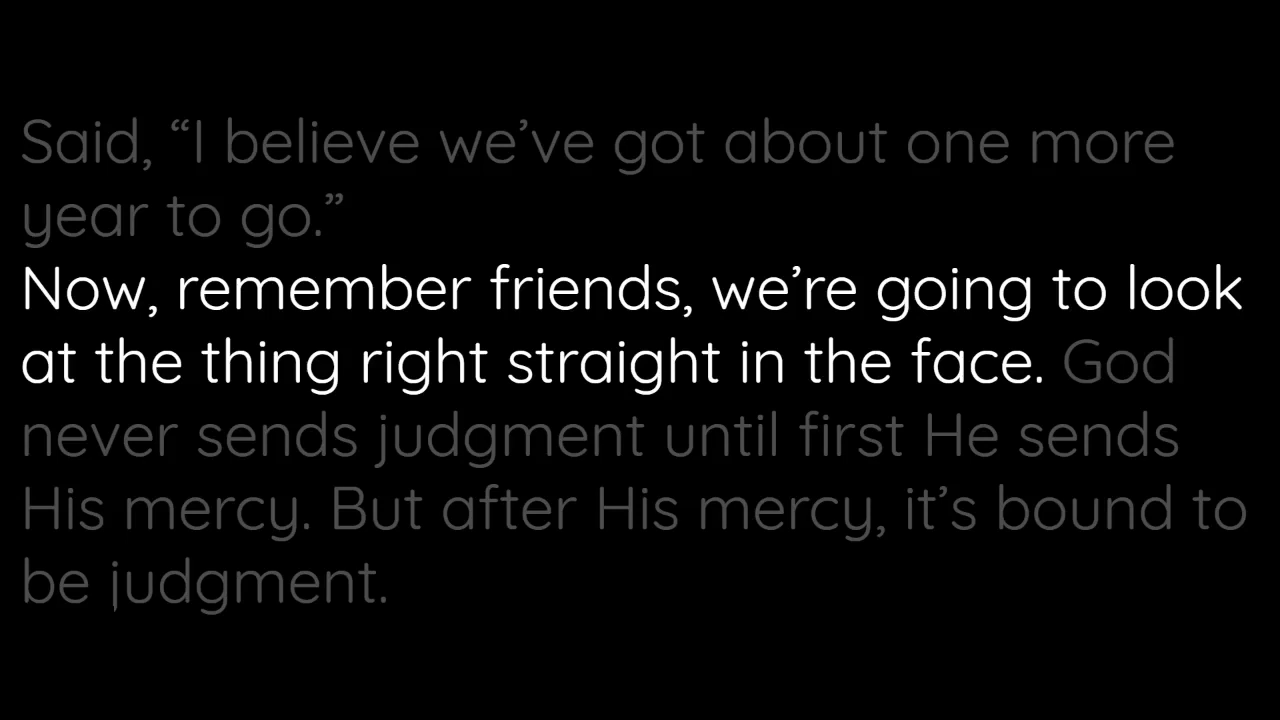 Said, “I believe we’ve got about one more
year to go.”
Now, remember friends, we’re going to look
at the thing right straight in the face. God
never sends judgment until first He sends
His mercy. But after His mercy, it’s bound to
be judgment.